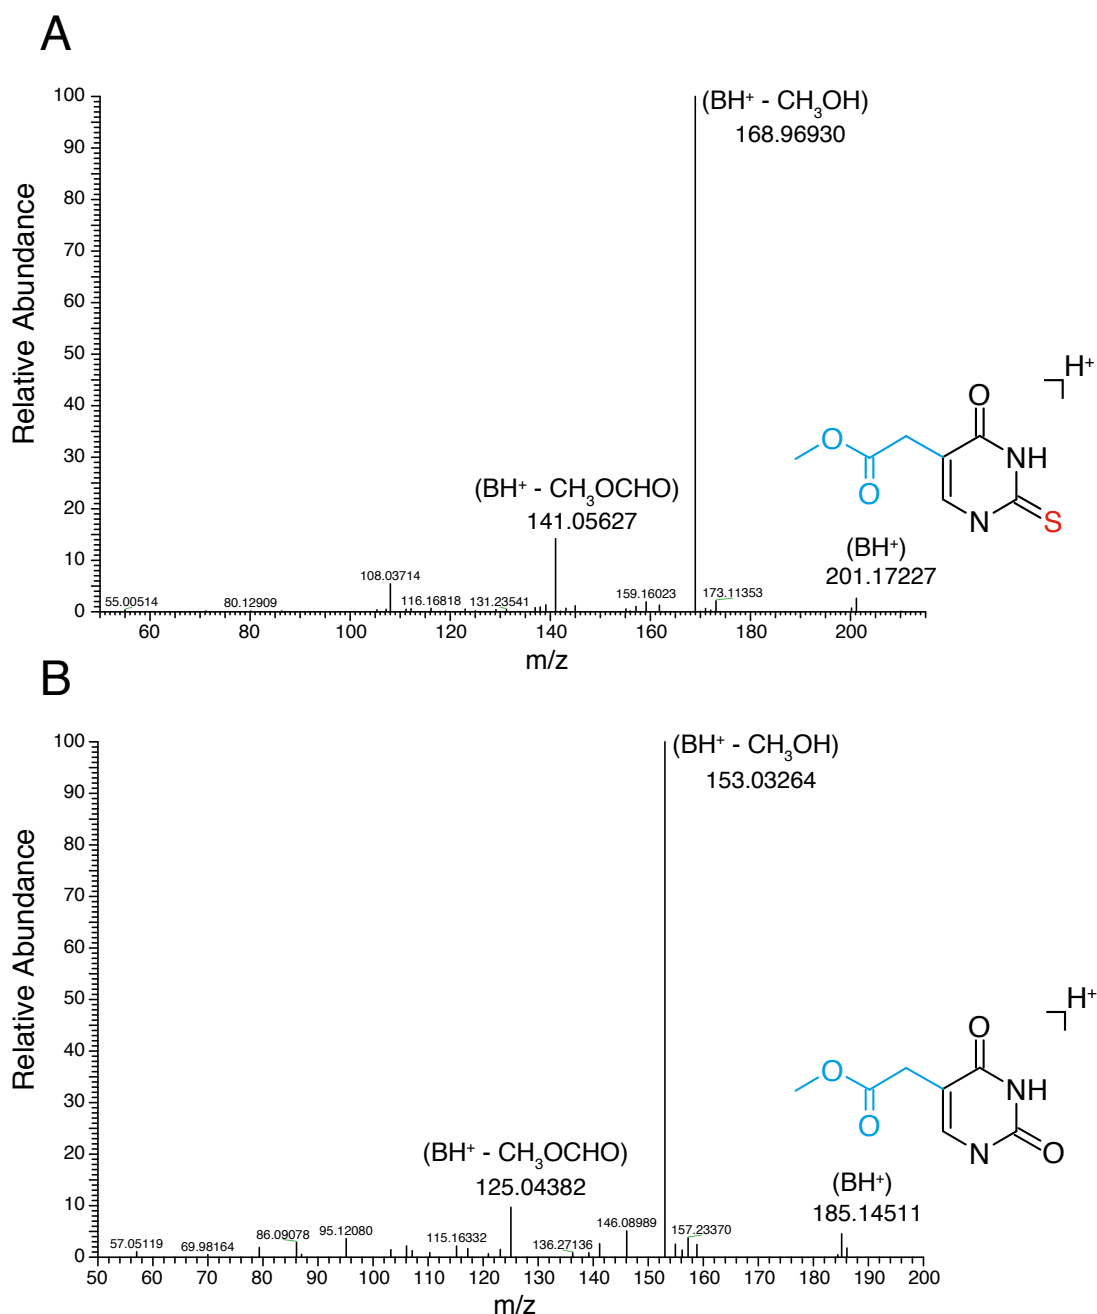 A
100
90
80
70
60
50
40
30
20
10
0
Relative Abundance
(BH⁺ - CH₃OH)
168.96930
(BH⁺ - CH₃OCHO)
141.05627
(BH⁺)
201.17227
55.00514
80.12909
108.03714
116.16818
131.23541
159.16023
173.11353
H⁺
O
O
O
NH
N
S
60
80
100
120
140
160
180
200
m/z
B
100
90
80
70
60
50
40
30
20
10
0
Relative Abundance
(BH⁺ - CH₃OH)
153.03264
(BH⁺ - CH₃OCHO)
125.04382
(BH⁺)
185.14511
57.05119
69.98164
86.09078
95.12080
115.16332
136.27136
146.08989
157.23370
H⁺
O
O
O
NH
N
O
50
60
70
80
90
100
110
120
130
140
150
160
170
180
190
200
m/z